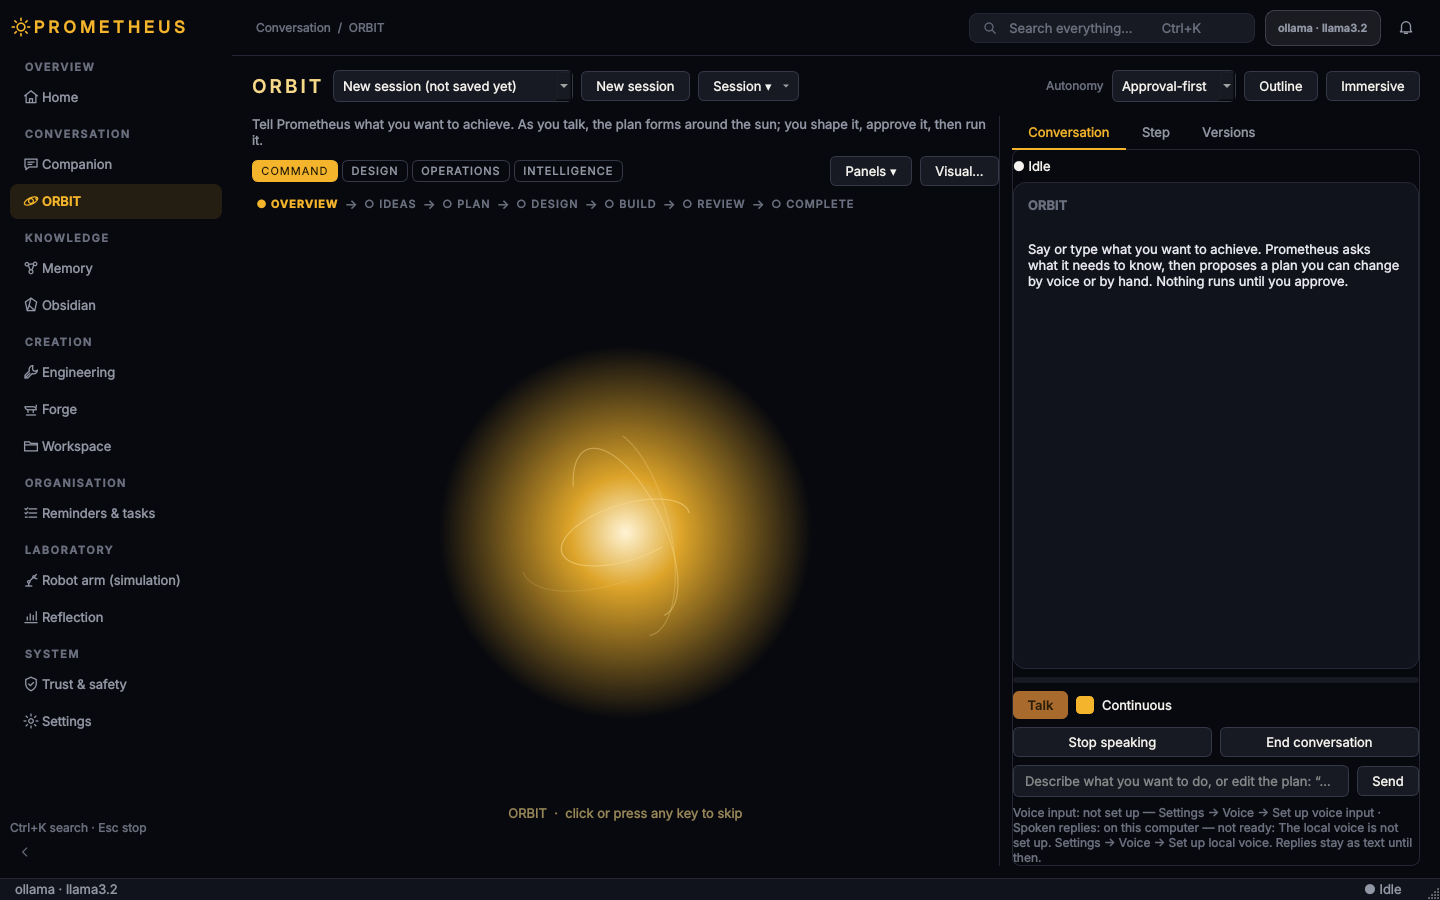 PROMETHEUS
Conversation / ORBIT
Search everything... Ctrl+K
ollama · llama3.2
OVERVIEW
Home
CONVERSATION
Companion
ORBIT
KNOWLEDGE
Memory
Obsidian
CREATION
Engineering
Forge
Workspace
ORGANISATION
Reminders & tasks
LABORATORY
Robot arm (simulation)
Reflection
SYSTEM
Trust & safety
Settings
Ctrl+K search · Esc stop
ORBIT
New session (not saved yet)
New session
Session ▾
Autonomy
Approval-first
Outline
Immersive
Tell Prometheus what you want to achieve. As you talk, the plan forms around the sun; you shape it, approve it, then run
it.
COMMAND
DESIGN
OPERATIONS
INTELLIGENCE
Panels ▾
Visual...
OVERVIEW → IDEAS → PLAN → DESIGN → BUILD → REVIEW → COMPLETE
ORBIT · click or press any key to skip
Conversation
Step
Versions
Idle
ORBIT
Say or type what you want to achieve. Prometheus asks
what it needs to know, then proposes a plan you can change
by voice or by hand. Nothing runs until you approve.
Talk
Continuous
Stop speaking
End conversation
Describe what you want to do, or edit the plan: “...
Send
Voice input: not set up — Settings → Voice → Set up voice input ·
Spoken replies: on this computer — not ready: The local voice is not
set up. Settings → Voice → Set up local voice. Replies stay as text until
then.
ollama · llama3.2
Idle